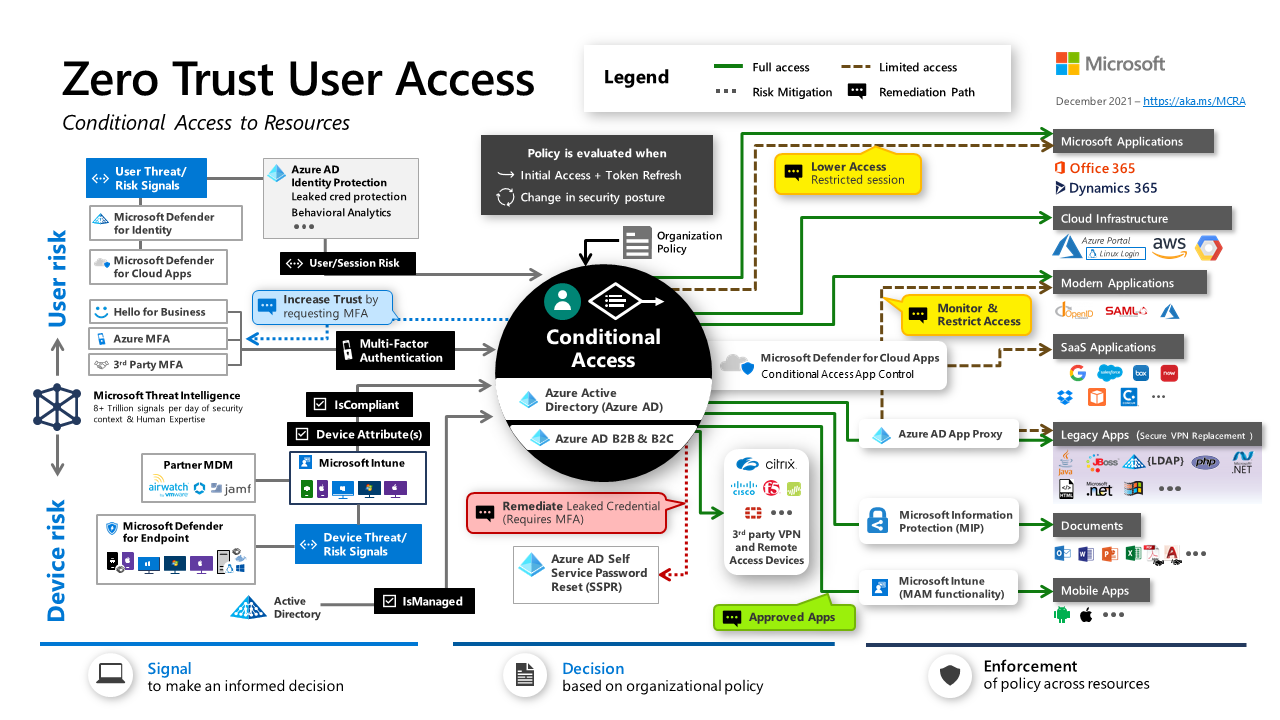 Zero Trust User Access
Conditional Access to Resources
Legend
Full access
Limited access
Risk Mitigation
Remediation Path
Microsoft
December 2021 – https://aka.ms/MCRA
User Threat/
Risk Signals
Azure AD
Identity Protection
Leaked cred protection
Behavioral Analytics
Microsoft Defender
for Identity
Microsoft Defender
for Cloud Apps
User/Session Risk
User risk
Hello for Business
Azure MFA
3rd Party MFA
Increase Trust by
requesting MFA
Multi-Factor
Authentication
Microsoft Threat Intelligence
8+ Trillion signals per day of security
context & Human Expertise
IsCompliant
Device Attribute(s)
Partner MDM
airwatch
by vmware
jamf
Microsoft Intune
Device risk
Microsoft Defender
for Endpoint
Device Threat/
Risk Signals
Active
Directory
IsManaged
Policy is evaluated when
Initial Access + Token Refresh
Change in security posture
Organization
Policy
Conditional
Access
Azure Active
Directory (Azure AD)
Azure AD B2B & B2C
Remediate Leaked Credential
(Requires MFA)
Azure AD Self
Service Password
Reset (SSPR)
Lower Access
Restricted session
Monitor &
Restrict Access
Microsoft Defender for Cloud Apps
Conditional Access App Control
Azure AD App Proxy
citrix
CISCO
3rd party VPN
and Remote
Access Devices
Approved Apps
Microsoft Information
Protection (MIP)
Microsoft Intune
(MAM functionality)
Microsoft Applications
Office 365
Dynamics 365
Cloud Infrastructure
Azure Portal
Linux Login
aws
Modern Applications
OpenID
SAML
SaaS Applications
salesforce
box
now
Legacy Apps (Secure VPN Replacement )
Java
JBoss
{LDAP}
php
Microsoft
.NET
HTML
Microsoft
.net
Documents
Mobile Apps
Signal
to make an informed decision
Decision
based on organizational policy
Enforcement
of policy across resources